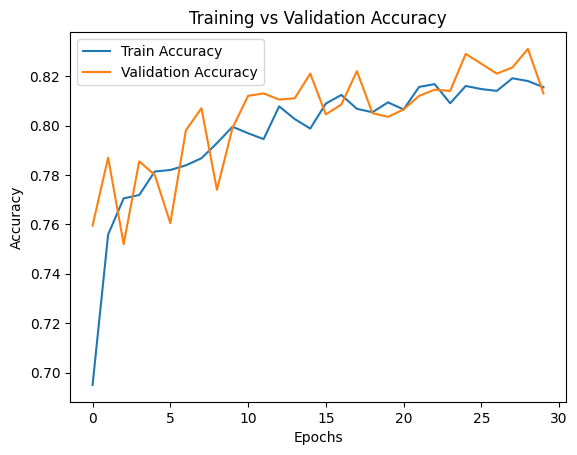 Training vs Validation Accuracy
Train Accuracy
Validation Accuracy
0.82
0.80
0.78
0.76
0.74
0.72
0.70
Accuracy
0
5
10
15
20
25
30
Epochs